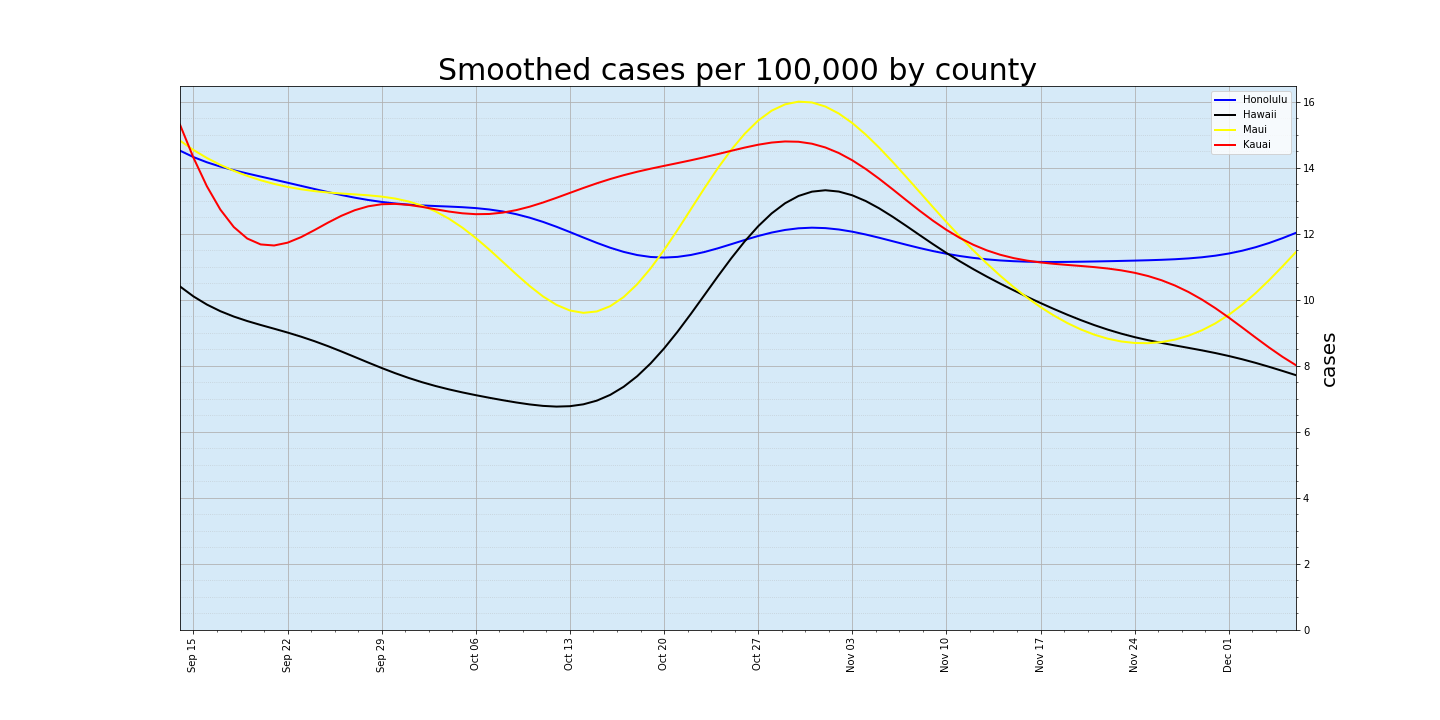 Smoothed cases per 100,000 by county
Honolulu
Hawaii
Maui
Kauai
16
14
12
10
8
6
4
2
0
cases
Sep 15
Sep 22
Sep 29
Oct 06
Oct 13
Oct 20
Oct 27
Nov 03
Nov 10
Nov 17
Nov 24
Dec 01